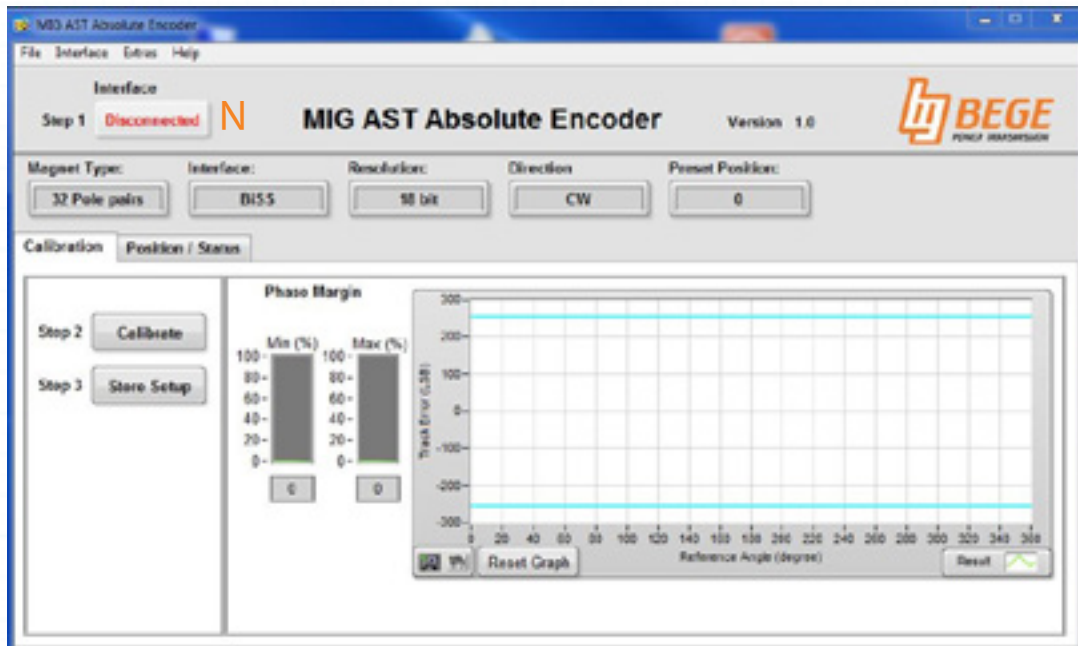 MIG AST Absolute Encoder
File Interface Extras Help
Interface
Step 1 Disconnected N
MIG AST Absolute Encoder
Version 1.0
BEGE
POWER TRANSMISSION
Magnet Type: Interface: Resolution: Direction Preset Position:
32 Pole pairs BISS 18 bit CW 0
Calibration Position / Status
Step 2 Calibrate
Step 3 Store Setup
Phase Margin
Min (%) Max (%)
100 100
80 80
60 60
40 40
20 20
0 0
0 0
Track Error (LSB)
300
200
100
0
-100
-200
-300
0 20 40 60 80 100 120 140 160 180 200 220 240 260 280 300 320 340 360
Reference Angle (degree)
Reset Graph
Result